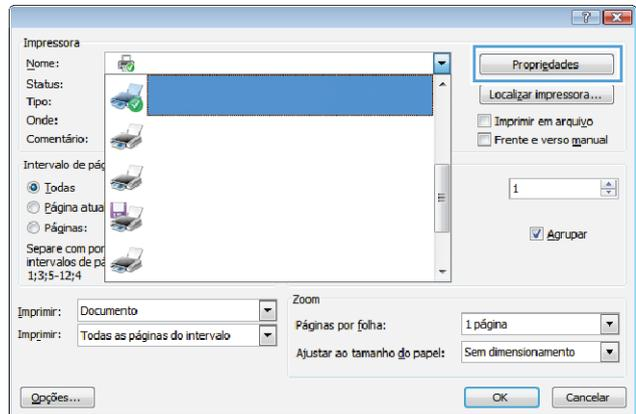 Impressora
Nome:
Propriedades
Status:
Tipo:
Localizar impressora...
Onde:
Imprimir em arquivo
Comentário:
Frente e verso manual
Intervalo de pág
Todas
1
Página atua
Páginas:
Agrupar
Separe com por
intervalos de pá
1;3;5-12;4
Imprimir: Documento
Imprimir: Todas as páginas do intervalo
Zoom
Páginas por folha: 1 página
Ajustar ao tamanho do papel: Sem dimensionamento
Opções...
OK
Cancelar